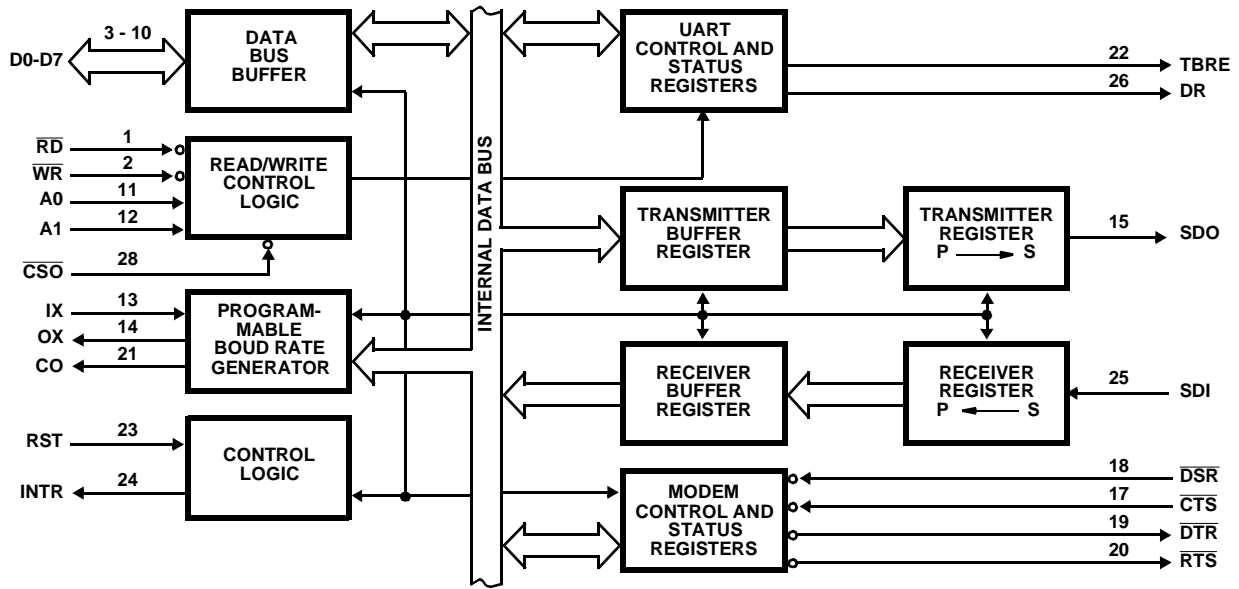 3 - 10
D0-D7
DATA
BUS
BUFFER
UART
CONTROL AND
STATUS
REGISTERS
22
TBRE
26
DR
RD
1
WR
2
A0
11
A1
12
READ/WRITE
CONTROL
LOGIC
CSO
28
INTERNAL DATA BUS
TRANSMITTER
BUFFER
REGISTER
TRANSMITTER
REGISTER
P S
15
SDO
IX
13
OX
14
CO
21
PROGRAM-
MABLE
BOUD RATE
GENERATOR
RECEIVER
BUFFER
REGISTER
RECEIVER
REGISTER
P S
25
SDI
RST
23
INTR
24
CONTROL
LOGIC
MODEM
CONTROL AND
STATUS
REGISTERS
18
DSR
17
CTS
19
DTR
20
RTS